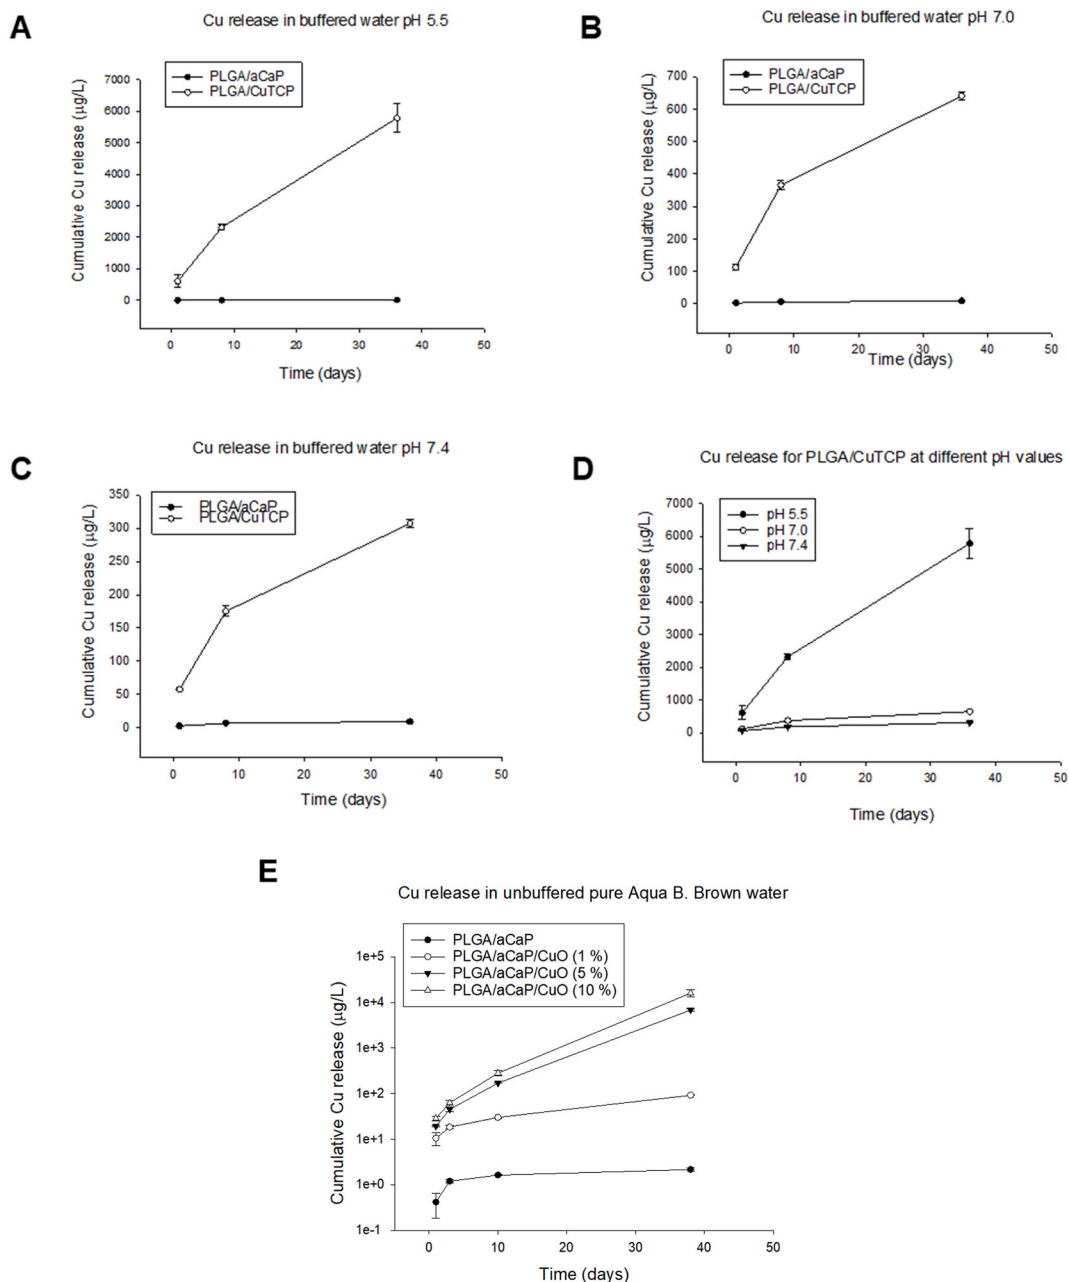 A
Cu release in buffered water pH 5.5
PLGA/aCaP
PLGA/CuTCP
Cumulative Cu release (µg/L)
7000
6000
5000
4000
3000
2000
1000
0
0 10 20 30 40 50
Time (days)
B
Cu release in buffered water pH 7.0
PLGA/aCaP
PLGA/CuTCP
Cumulative Cu release (µg/L)
700
600
500
400
300
200
100
0
0 10 20 30 40 50
Time (days)
C
Cu release in buffered water pH 7.4
PLGA/aCaP
PLGA/CuTCP
Cumulative Cu release (µg/L)
350
300
250
200
150
100
50
0
0 10 20 30 40 50
Time (days)
D
Cu release for PLGA/CuTCP at different pH values
pH 5.5
pH 7.0
pH 7.4
Cumulative Cu release (µg/L)
7000
6000
5000
4000
3000
2000
1000
0
0 10 20 30 40 50
Time (days)
E
Cu release in unbuffered pure Aqua B. Brown water
PLGA/aCaP
PLGA/aCaP/CuO (1 %)
PLGA/aCaP/CuO (5 %)
PLGA/aCaP/CuO (10 %)
Cumulative Cu release (µg/L)
1e+5
1e+4
1e+3
1e+2
1e+1
1e+0
1e-1
0 10 20 30 40 50
Time (days)